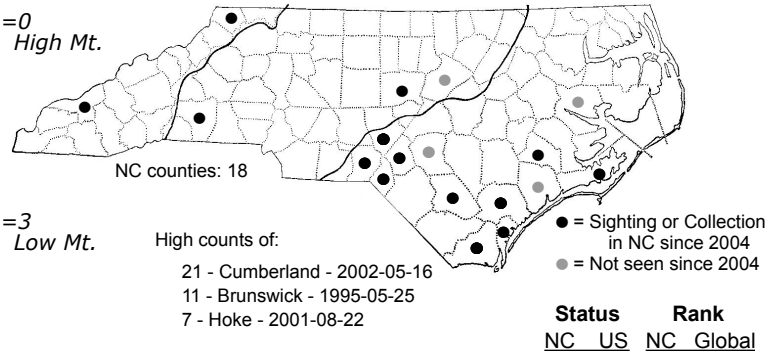 =0
High Mt.
NC counties: 18
=3
Low Mt.
High counts of:
21 - Cumberland - 2002-05-16
11 - Brunswick - 1995-05-25
7 - Hoke - 2001-08-22
= Sighting or Collection
in NC since 2004
= Not seen since 2004
Status Rank
NC US NC Global